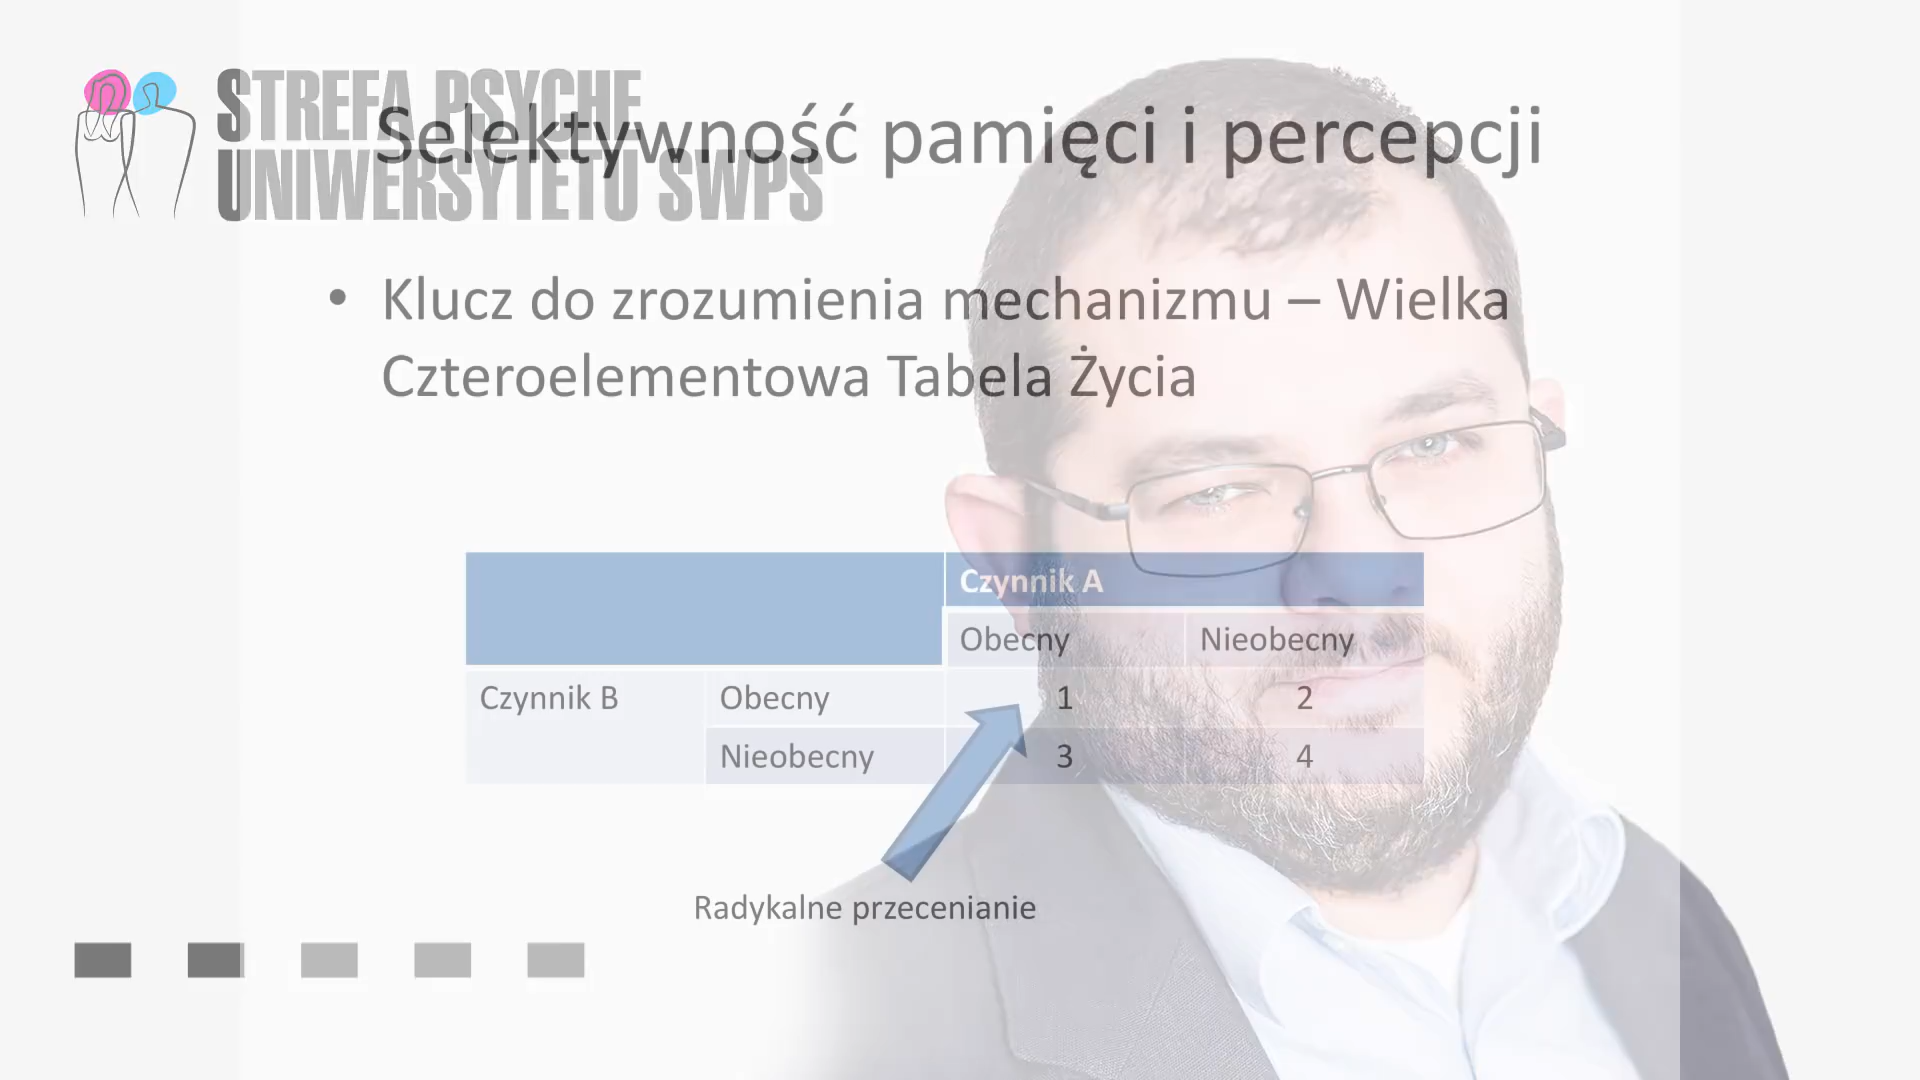 STREFA PSYCHE
UNIWERSYTETU SWPS
Selektywność pamięci i percepcji
• Klucz do zrozumienia mechanizmu – Wielka
Czteroelementowa Tabela Życia
Czynnik A
Obecny Nieobecny
Czynnik B Obecny 1 2
Nieobecny 3 4
Radykalne przecenianie